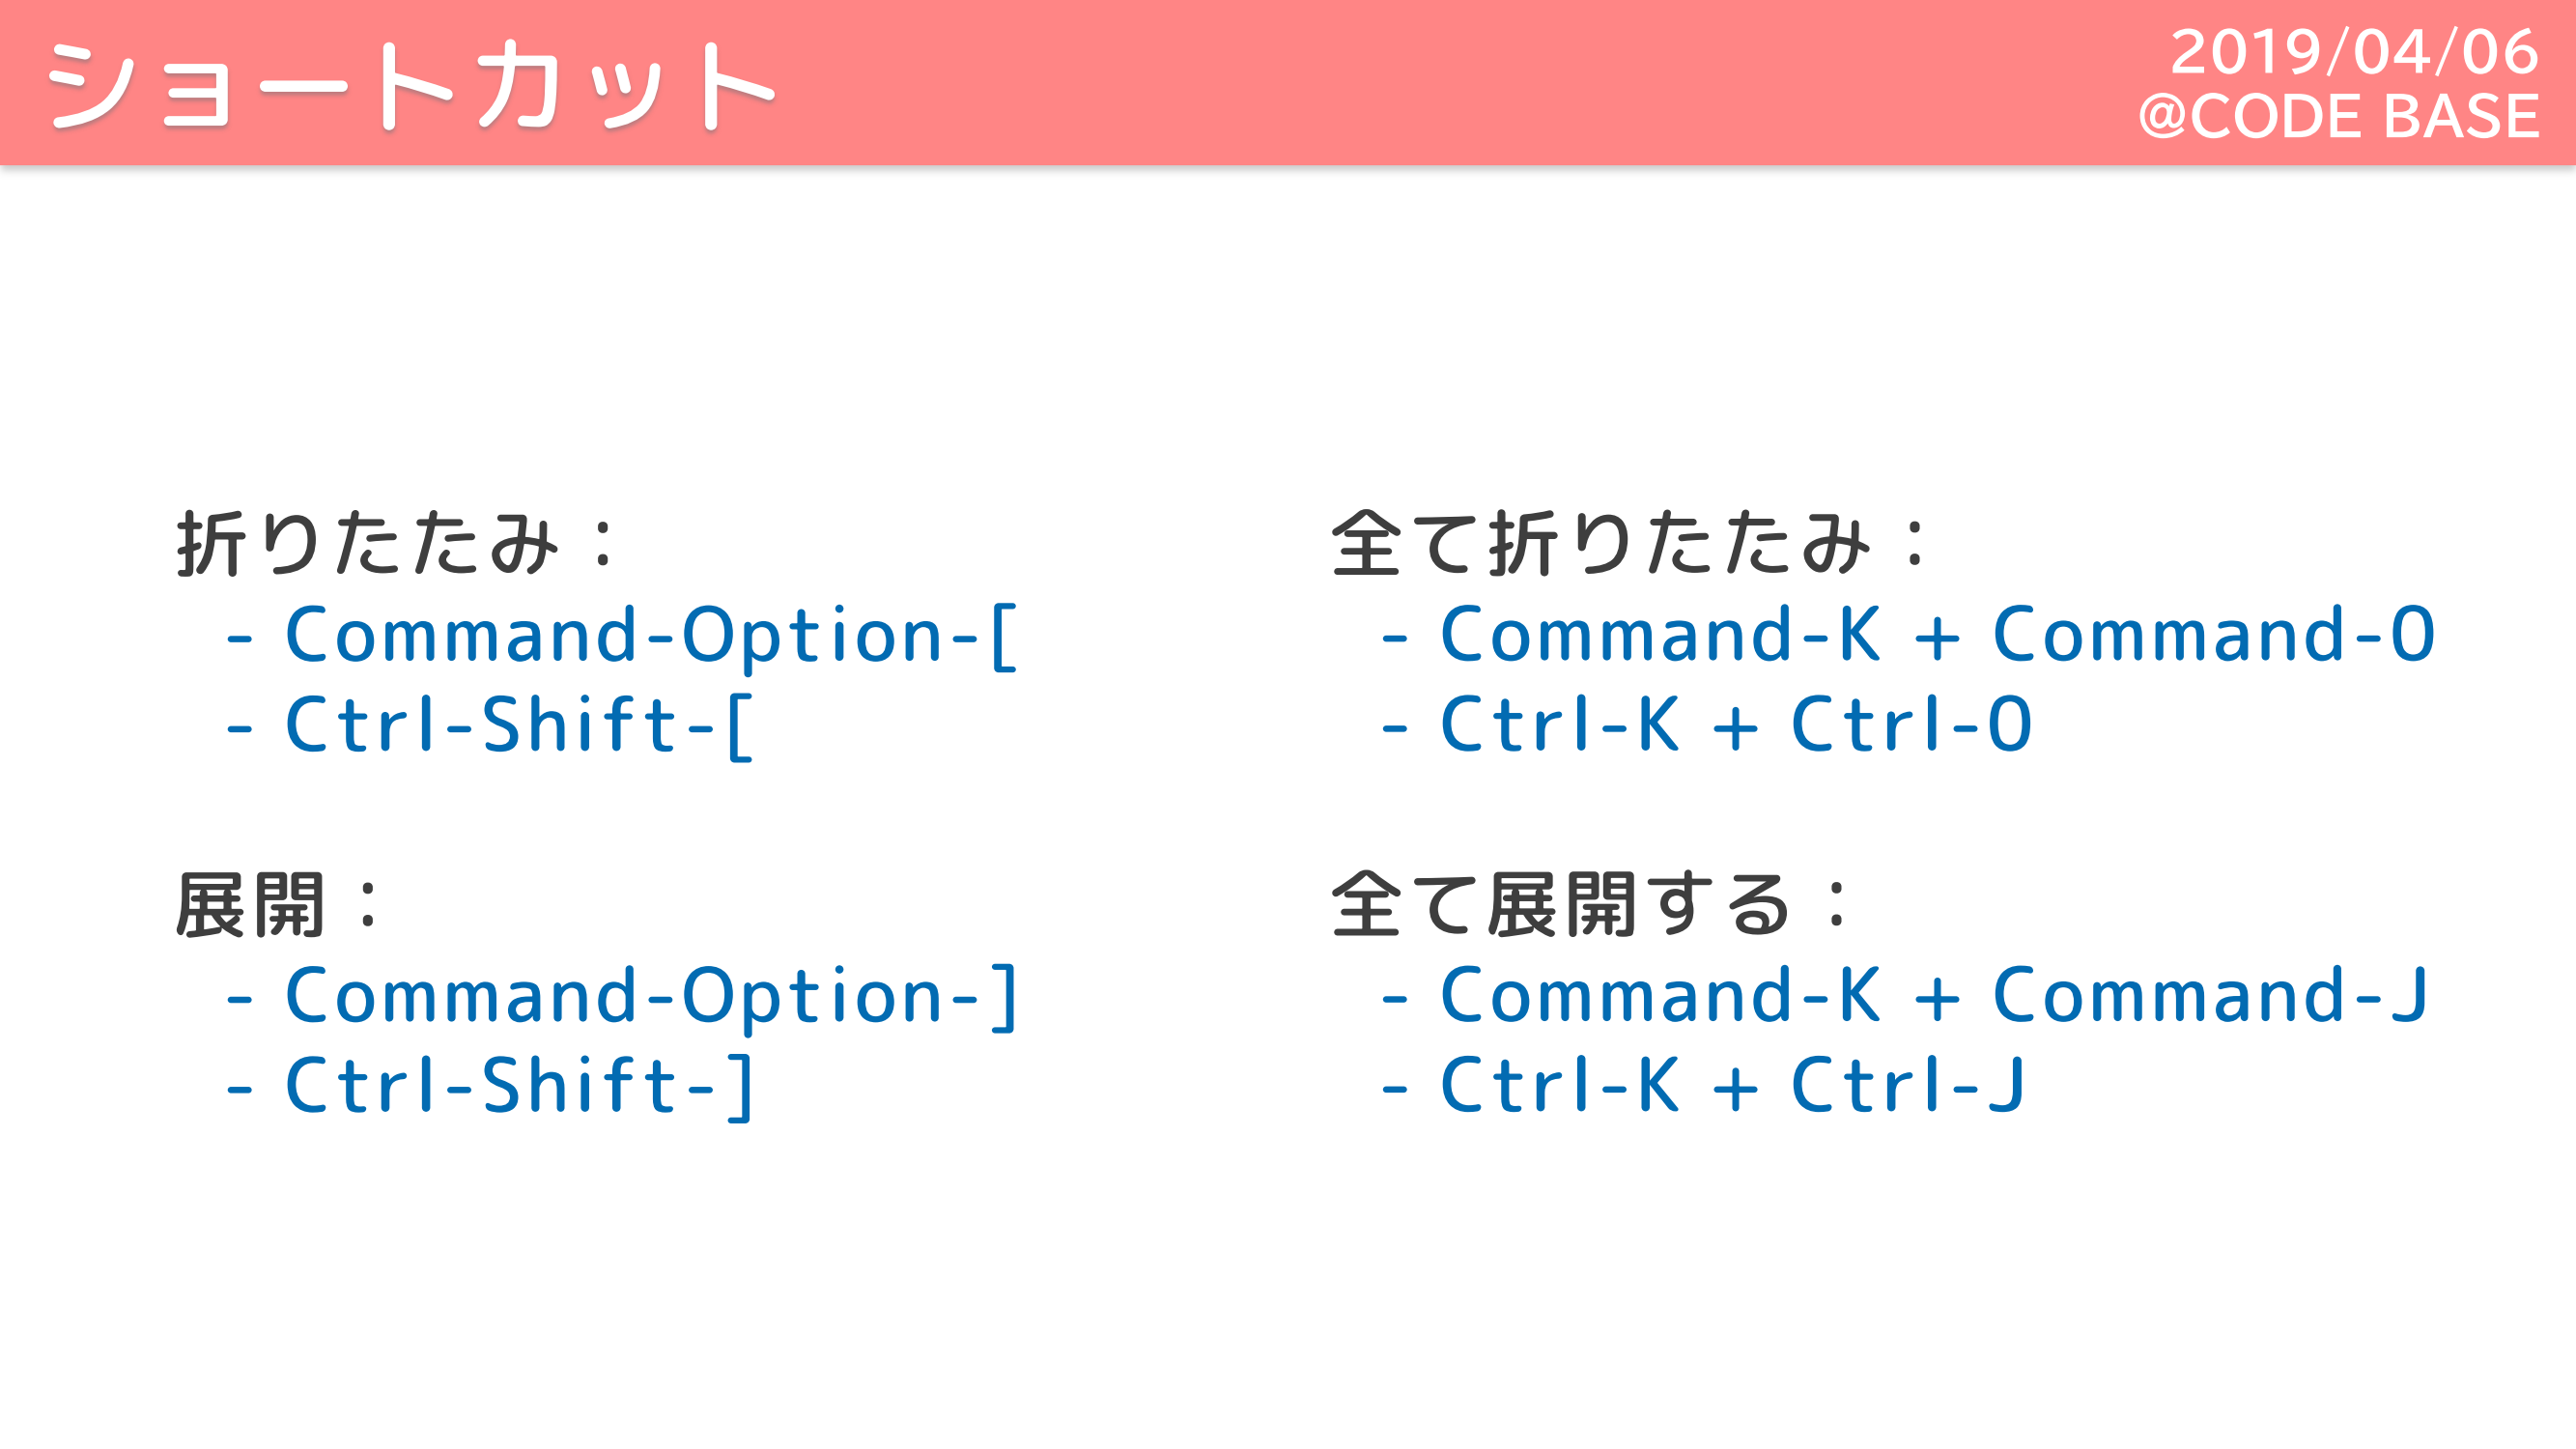 ショートカット
2019/04/06
@CODE BASE
折りたたみ：
- Command-Option-[
- Ctrl-Shift-[
展開：
- Command-Option-]
- Ctrl-Shift-]
全て折りたたみ：
- Command-K + Command-0
- Ctrl-K + Ctrl-0
全て展開する：
- Command-K + Command-J
- Ctrl-K + Ctrl-J